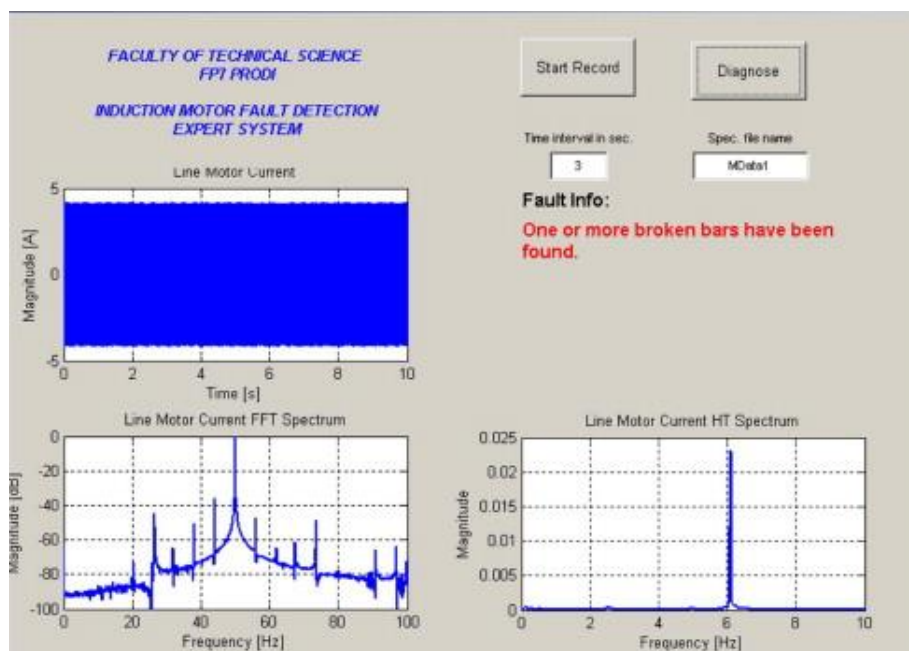 FACULTY OF TECHNICAL SCIENCE
FPT PRODI
INDUCTION MOTOR FAULT DETECTION
EXPERT SYSTEM
Start Record
Diagnose
Time interval in sec.
3
Spec. file name
MData1
Fault Info:
One or more broken bars have been
found.
Line Motor Current
Magnitude [A]
5
0
-5
0 2 4 6 8 10
Time [s]
Line Motor Current FFT Spectrum
Magnitude [dB]
0
-20
-40
-60
-80
-100
0 20 40 60 80 100
Frequency [Hz]
Line Motor Current HT Spectrum
Magnitude
0.025
0.02
0.015
0.01
0.005
0
0 2 4 6 8 10
Frequency [Hz]